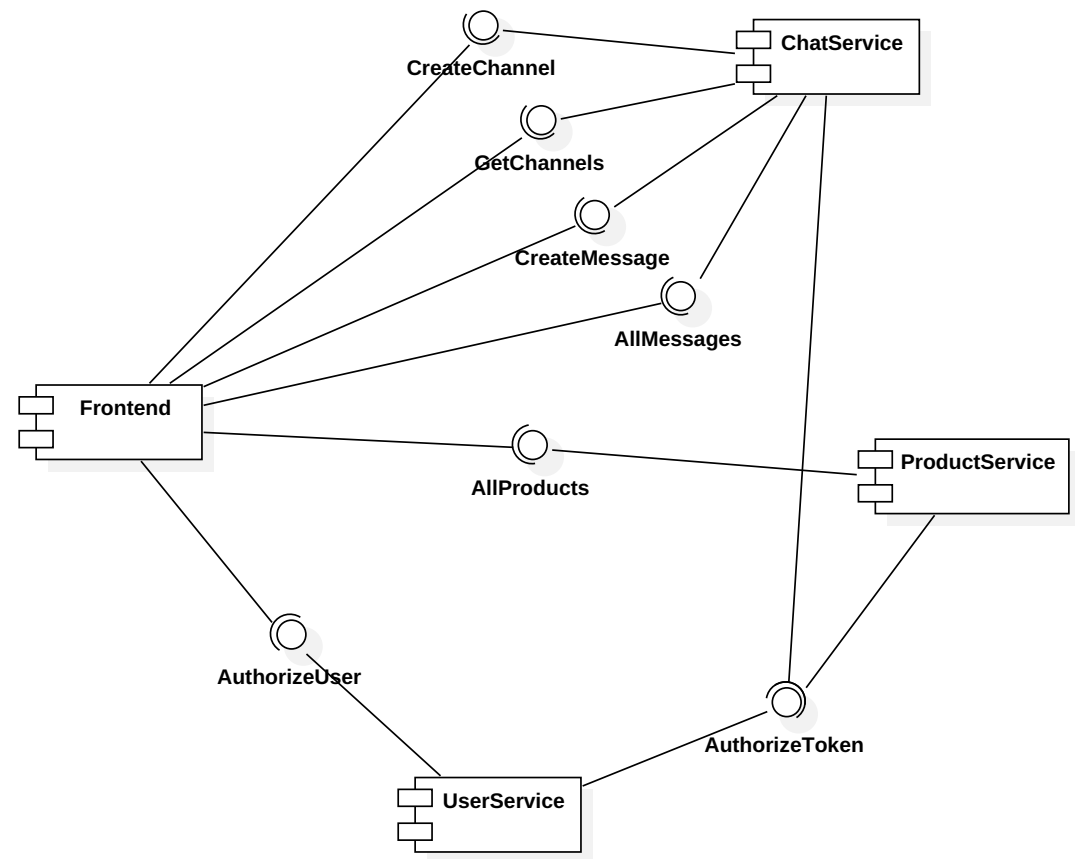 ChatService
CreateChannel
GetChannels
CreateMessage
AllMessages
Frontend
ProductService
AllProducts
AuthorizeUser
AuthorizeToken
UserService